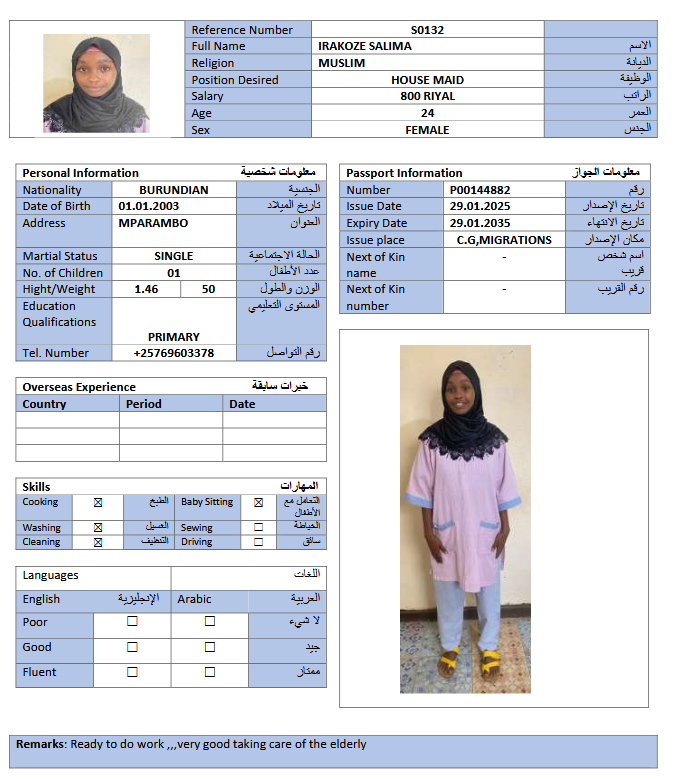 Reference Number S0132
Full Name IRAKOZE SALIMA الاسم
Religion MUSLIM الديانة
Position Desired HOUSE MAID الوظيفة
Salary 800 RIYAL الراتب
Age 24 العمر
Sex FEMALE الجنس
Personal Information معلومات شخصية
Nationality BURUNDIAN الجنسية
Date of Birth 01.01.2003 تاريخ الميلاد
Address MPARAMBO العنوان
Martial Status SINGLE الحالة الاجتماعية
No. of Children 01 عدد الأطفال
Hight/Weight 1.46 50 الوزن والطول
Education المستوى التعليمي
Qualifications
PRIMARY
Tel. Number +25769603378 رقم التواصل
Passport Information معلومات الجواز
Number P00144882 رقم
Issue Date 29.01.2025 تاريخ الإصدار
Expiry Date 29.01.2035 تاريخ الانتهاء
Issue place C.G,MIGRATIONS مكان الإصدار
Next of Kin - اسم شخص
name قريب
Next of Kin - رقم القريب
number
Overseas Experience خبرات سابقة
Country Period Date
Skills المهارات
Cooking ☒ الطبخ Baby Sitting ☒ التعامل مع
الأطفال
Washing ☒ الغسيل Sewing ☐ الخياطة
Cleaning ☒ التنظيف Driving ☐ سائق
Languages اللغات
English الإنجليزية Arabic العربية
Poor ☐ ☐ لا شيء
Good ☐ ☐ جيد
Fluent ☐ ☐ ممتاز
Remarks: Ready to do work ,,,very good taking care of the elderly